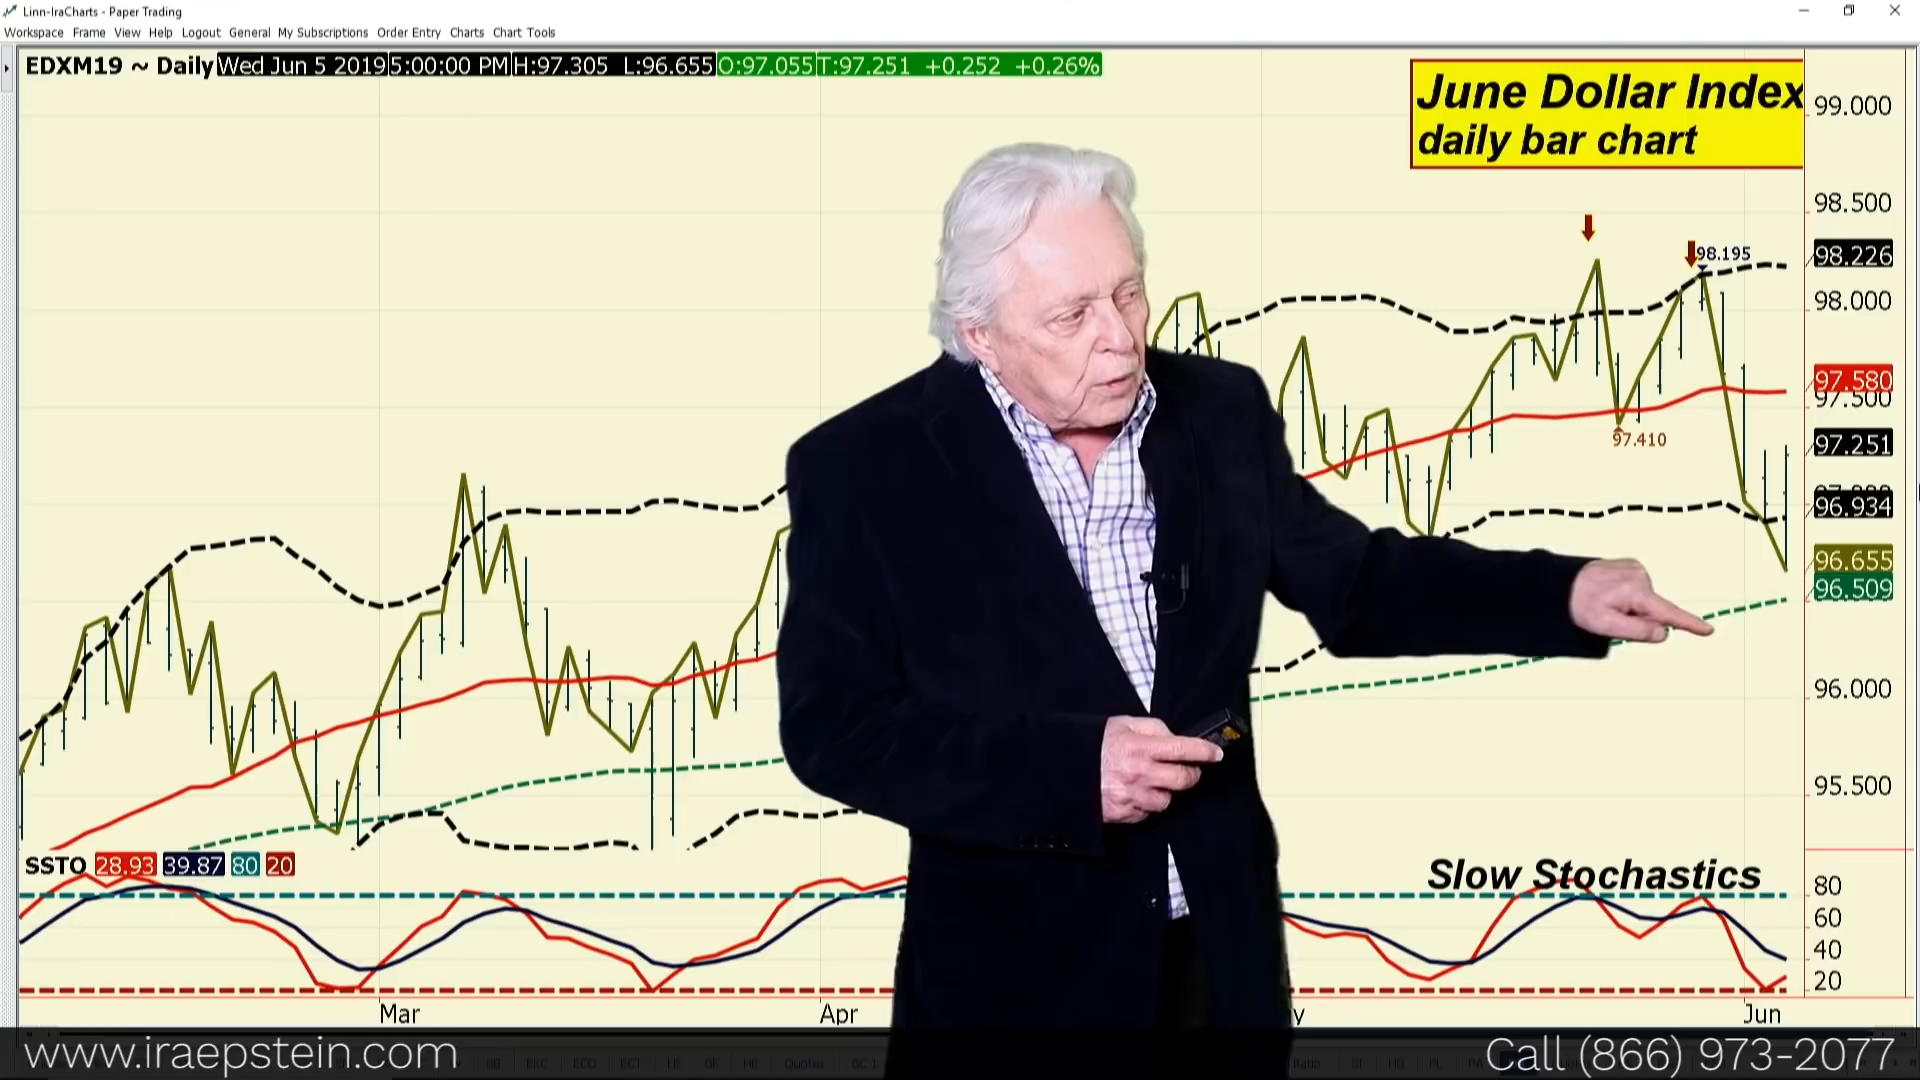 Linn-IraCharts - Paper Trading
Workspace Frame View Help Logout General My Subscriptions Order Entry Charts Chart Tools
EDXM19 ~ Daily Wed Jun 5 2019 5:00:00 PM H:97.305 L:96.655 O:97.055 T:97.251 +0.252 +0.26%
June Dollar Index
daily bar chart
99.000
98.500
98.195
98.226
98.000
97.580
97.500
97.410
97.251
96.934
96.655
96.509
96.000
95.500
SSTO 28.93 39.87 80 20
Slow Stochastics
80
60
40
20
Mar Apr y Jun
www.iraepstein.com
Call (866) 973-2077